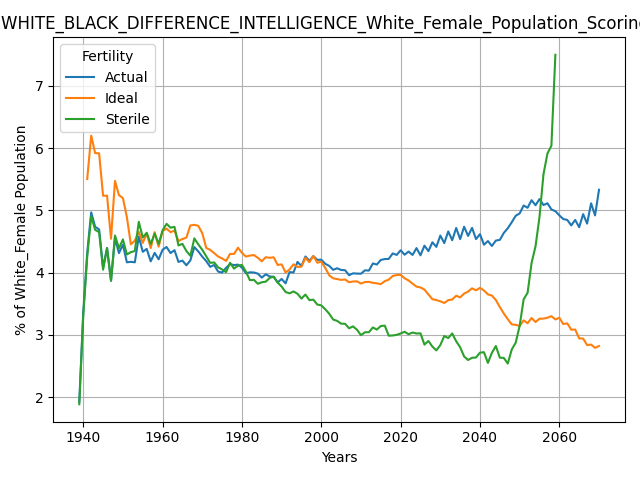 WHITE_BLACK_DIFFERENCE_INTELLIGENCE_White_Female_Population_Scoring
Fertility
Actual
Ideal
Sterile
% of White_Female Population
7
6
5
4
3
2
1940
1960
1980
2000
2020
2040
2060
Years